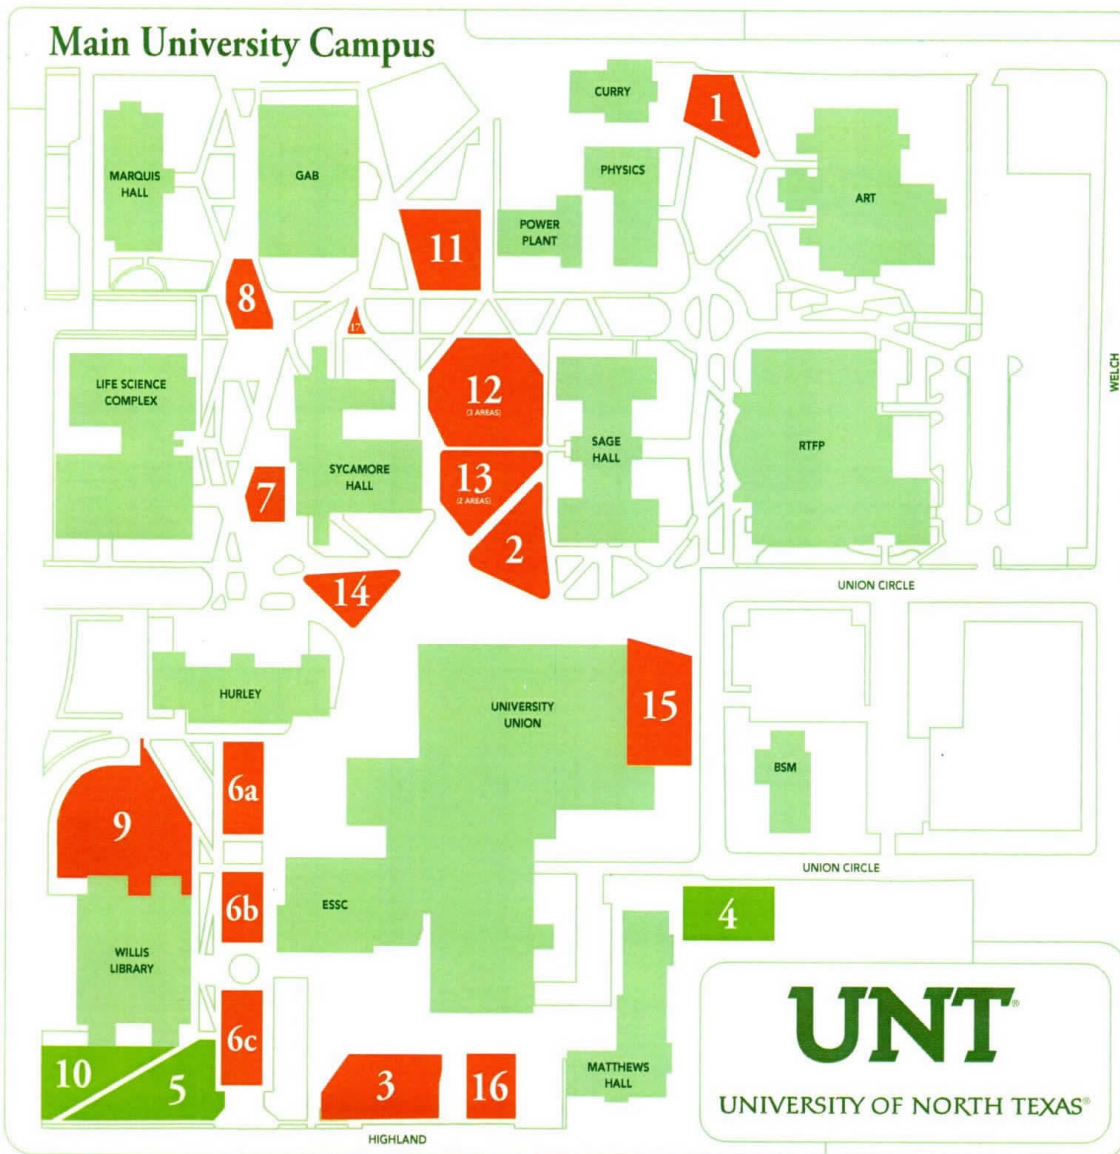 Main University Campus
CURRY
1
MARQUIS
HALL
GAB
PHYSICS
ART
POWER
PLANT
11
8
17
LIFE SCIENCE
COMPLEX
12
(2 AREAS)
SAGE
HALL
RTFP
WELCH
SYCAMORE
HALL
7
13
(2 AREAS)
2
14
UNION CIRCLE
HURLEY
UNIVERSITY
UNION
15
BSM
6a
9
UNION CIRCLE
6b
ESSC
4
WILLIS
LIBRARY
6c
10
5
3
16
MATTHEWS
HALL
HIGHLAND
UNT®
UNIVERSITY OF NORTH TEXAS®